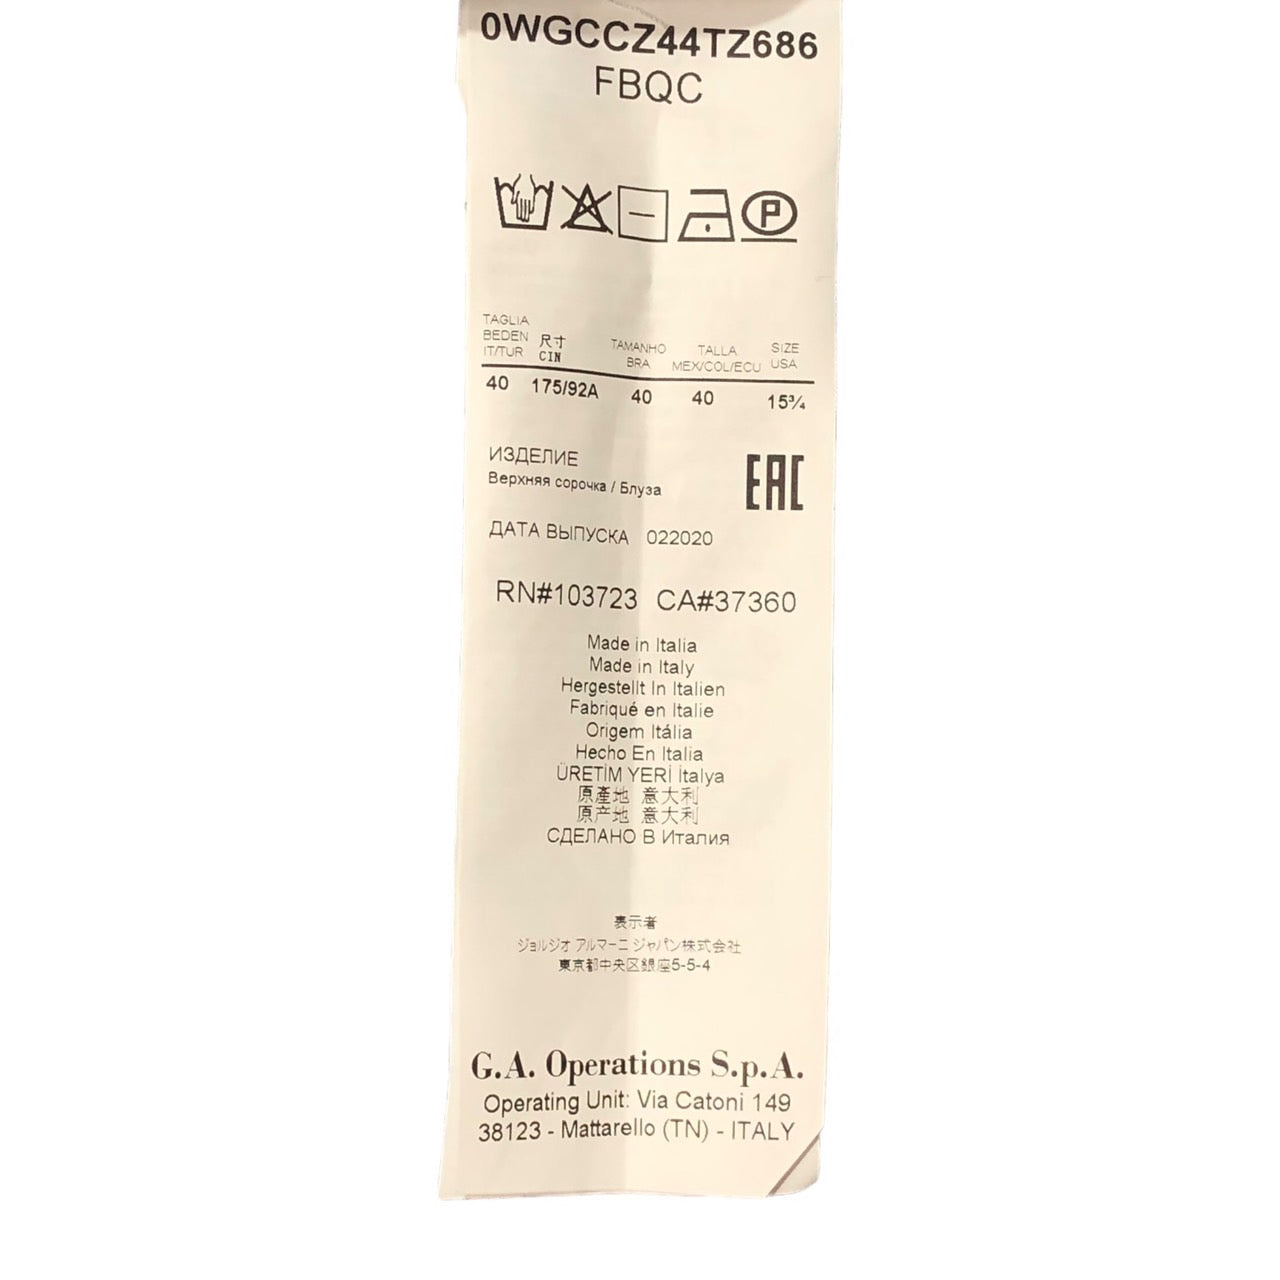 0WGCCZ44TZ686
FBQC
P
TAGLIA BEDEN IT/TUR
尺寸 CIN
TAMANHO BRA
TALLA MEX/COL/ECU
SIZE USA
40 175/92A 40 40 15¾
ИЗДЕЛИЕ
Верхняя сорочка / Блуза
EAC
ДАТА ВЫПУСКА 022020
RN#103723 CA#37360
Made in Italia
Made in Italy
Hergestellt In Italien
Fabriqué en Italie
Origem Itália
Hecho En Italia
ÜRETİM YERİ İtalya
原產地 意大利
原产地 意大利
СДЕЛАНО В Италия
表示者
ジョルジオ アルマーニ ジャパン株式会社
東京都中央区銀座5-5-4
G.A. Operations S.p.A.
Operating Unit: Via Catoni 149
38123 - Mattarello (TN) - ITALY